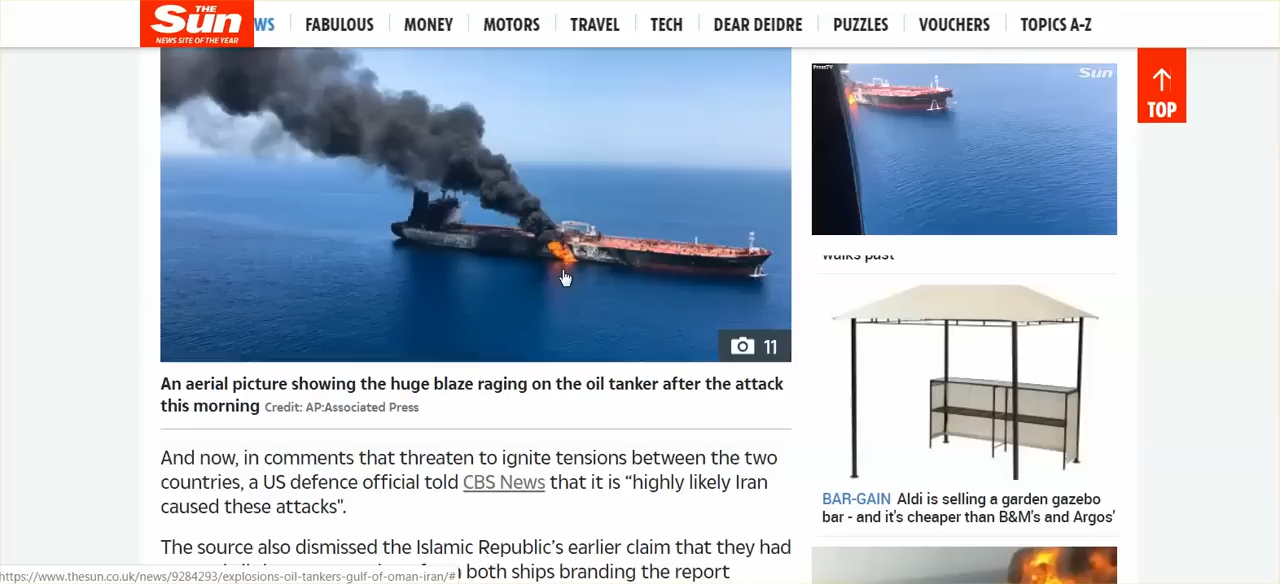 THE
Sun
NEWS SITE OF THE YEAR
WS
FABULOUS
MONEY
MOTORS
TRAVEL
TECH
DEAR DEIDRE
PUZZLES
VOUCHERS
TOPICS A-Z
PressTV
Sun
TOP
walks past
11
An aerial picture showing the huge blaze raging on the oil tanker after the attack
this morning Credit: AP:Associated Press
And now, in comments that threaten to ignite tensions between the two
countries, a US defence official told CBS News that it is “highly likely Iran
caused these attacks".
The source also dismissed the Islamic Republic’s earlier claim that they had
both ships branding the report
BAR-GAIN Aldi is selling a garden gazebo
bar - and it's cheaper than B&M's and Argos'
https://www.thesun.co.uk/news/9284293/explosions-oil-tankers-gulf-of-oman-iran/#